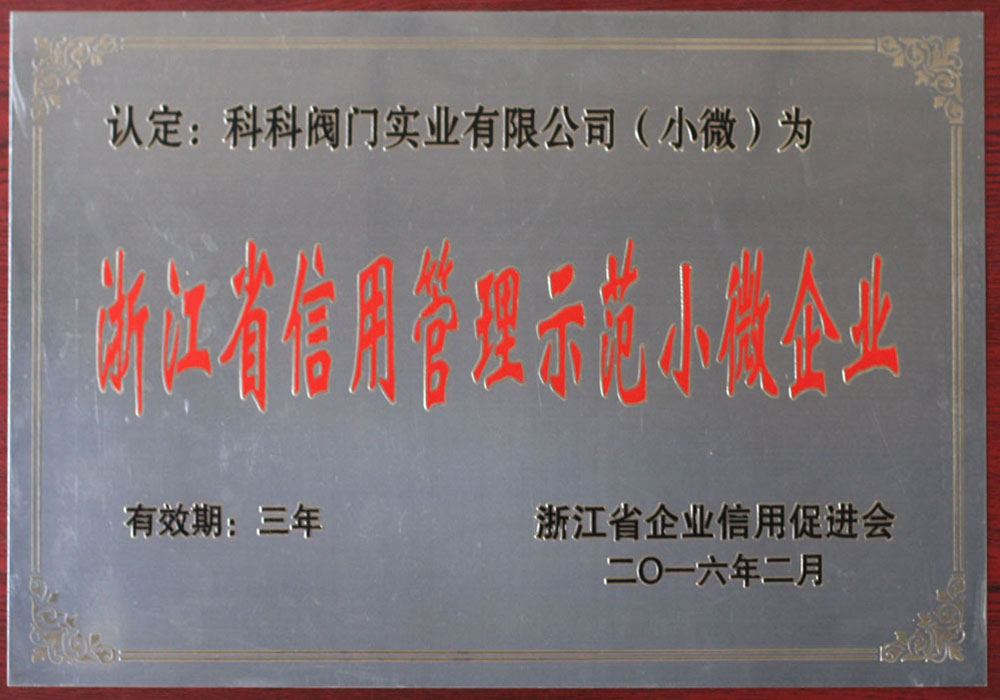 认定：科科阀门实业有限公司（小微）为
浙江省信用管理示范小微企业
有效期：三年
浙江省企业信用促进会
二〇一六年二月